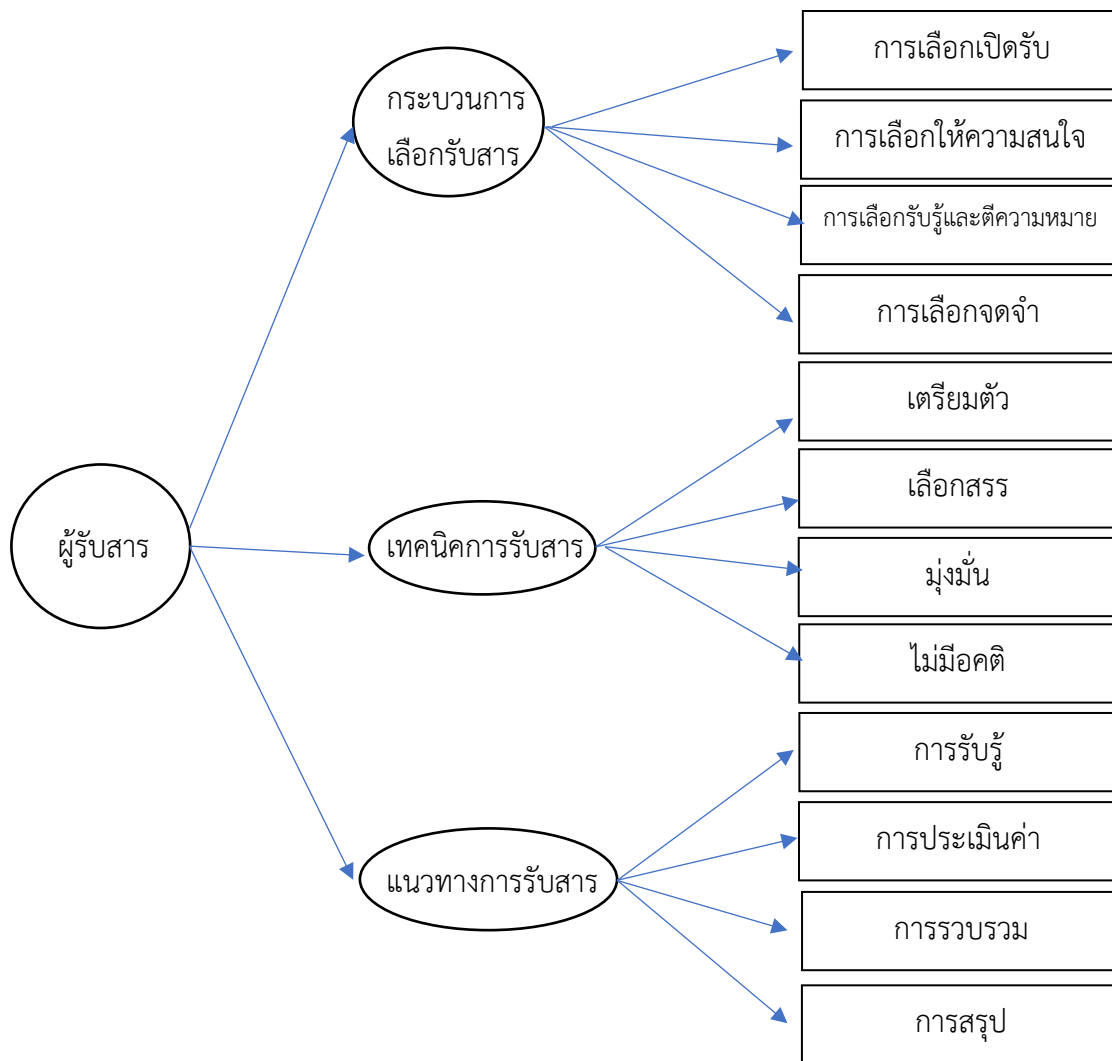 ผู้รับสาร
กระบวนการ
เลือกรับสาร
การเลือกเปิดรับ
การเลือกให้ความสนใจ
การเลือกรับรู้และตีความหมาย
การเลือกจดจำ
เทคนิคการรับสาร
เตรียมตัว
เลือกสรร
มุ่งมั่น
ไม่มีอคติ
แนวทางการรับสาร
การรับรู้
การประเมินค่า
การรวบรวม
การสรุป